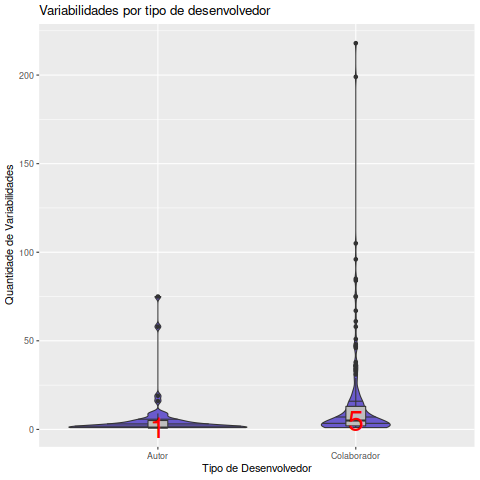 Variabilidades por tipo de desenvolvedor
Quantidade de Variabilidades
200
150
100
50
0
1
5
Autor
Colaborador
Tipo de Desenvolvedor